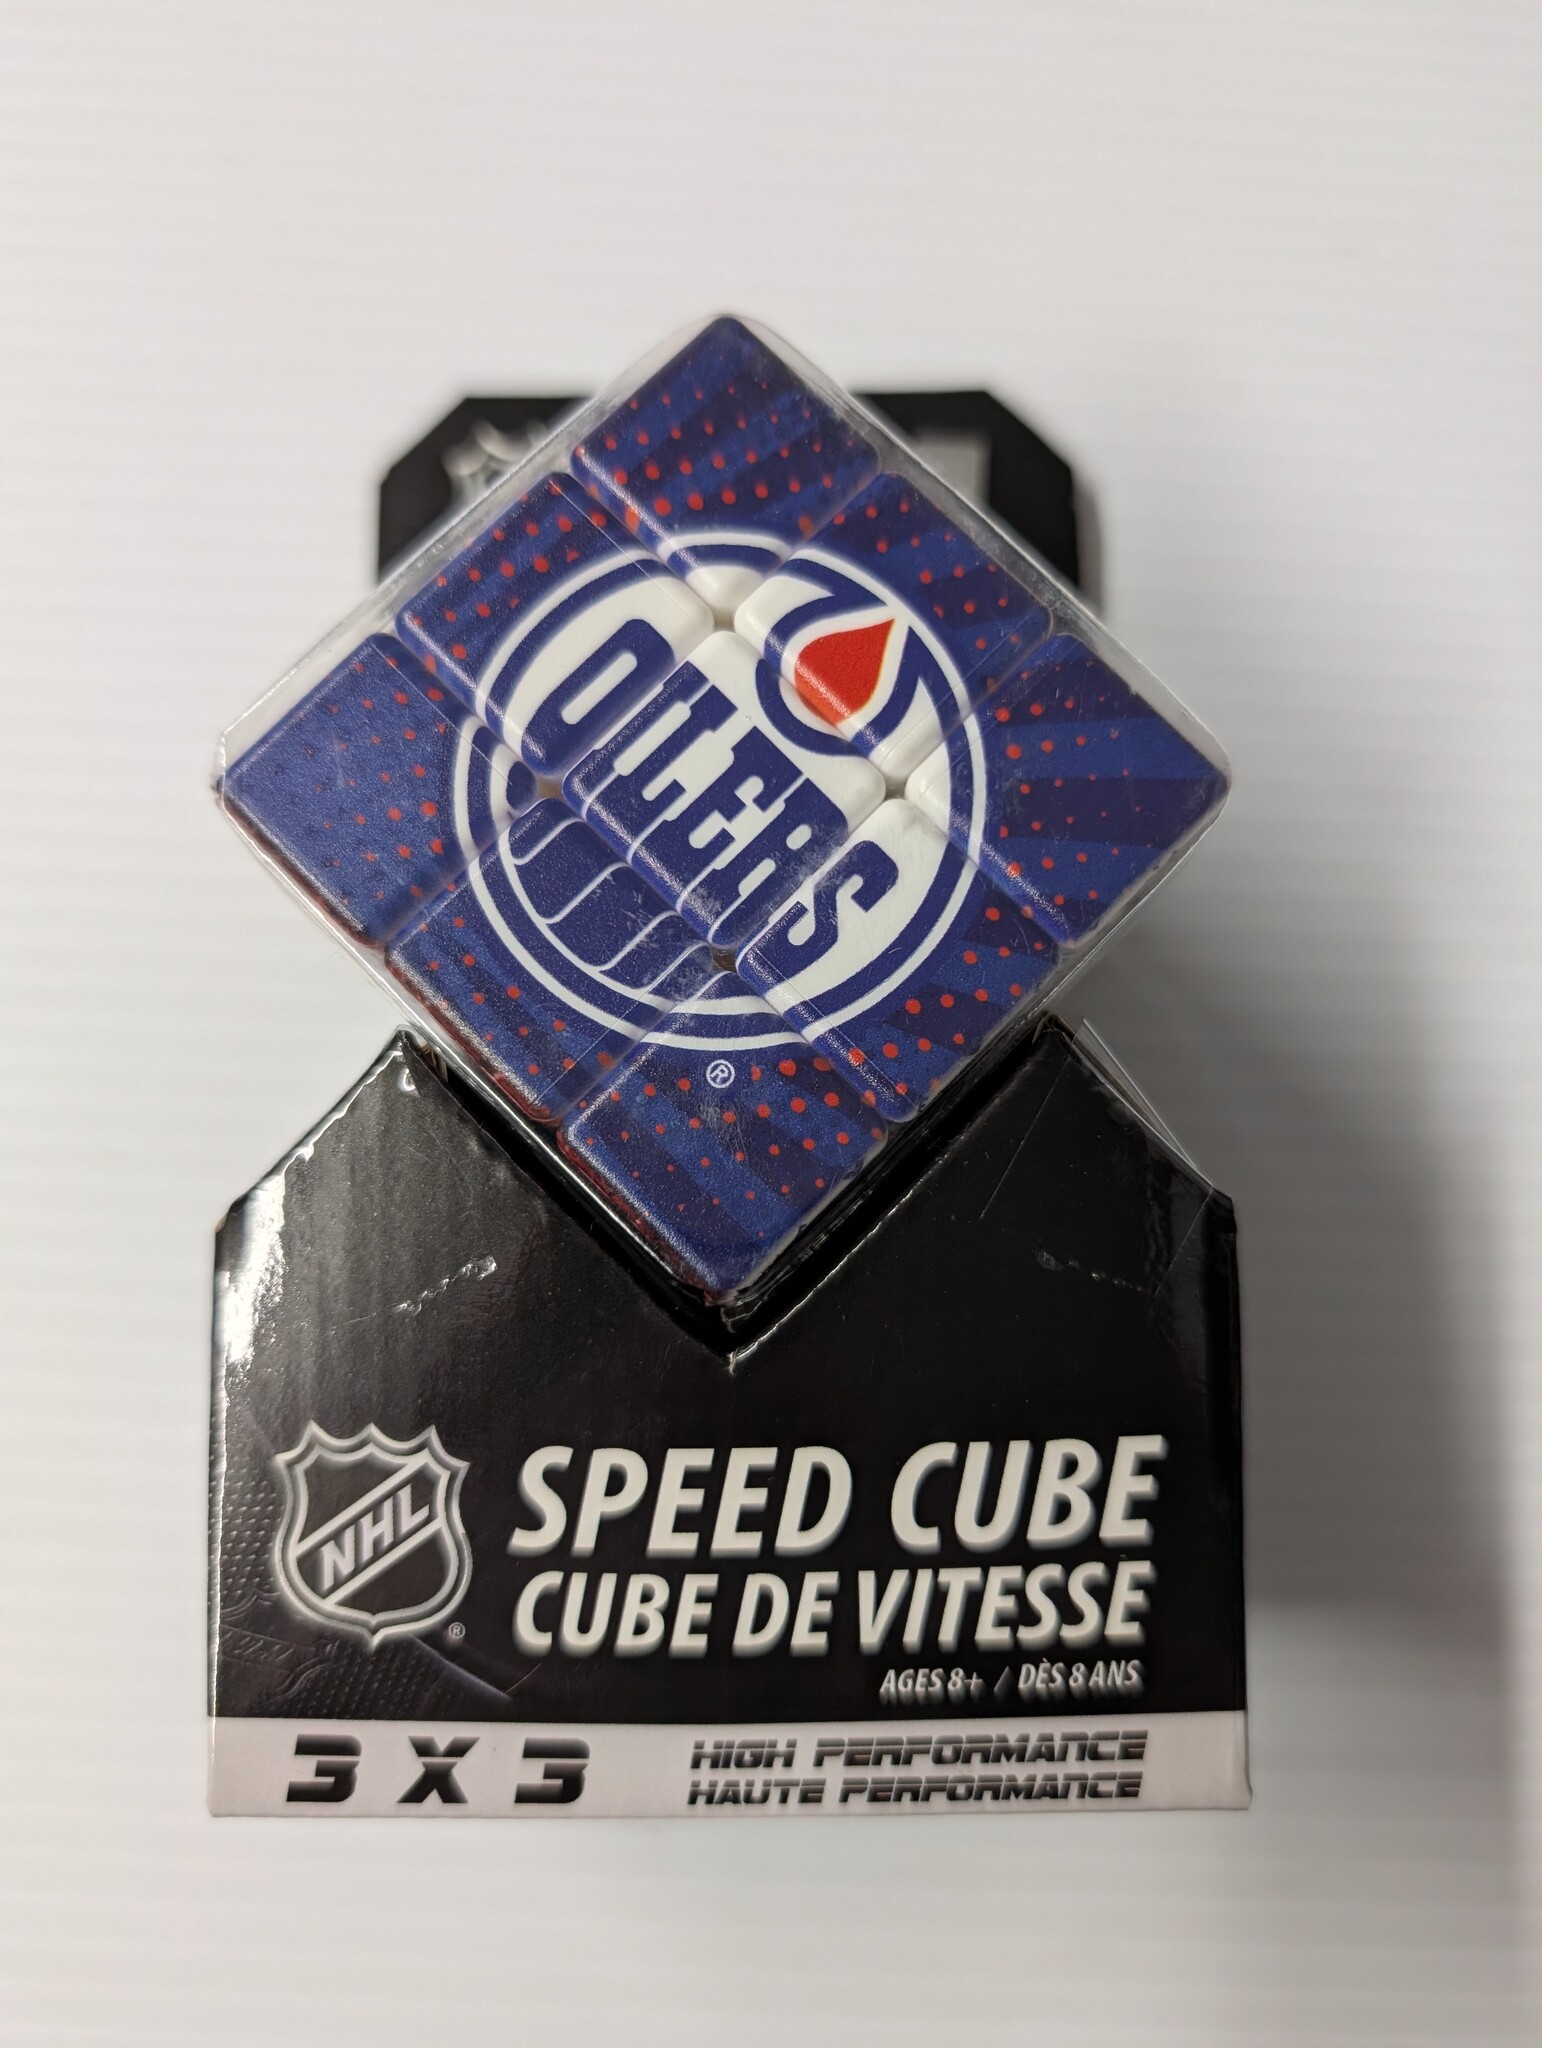 OILERS
®
NHL
®
SPEED CUBE
CUBE DE VITESSE
AGES 8+ / DÈS 8 ANS
3 X 3
HIGH PERFORMANCE
HAUTE PERFORMANCE